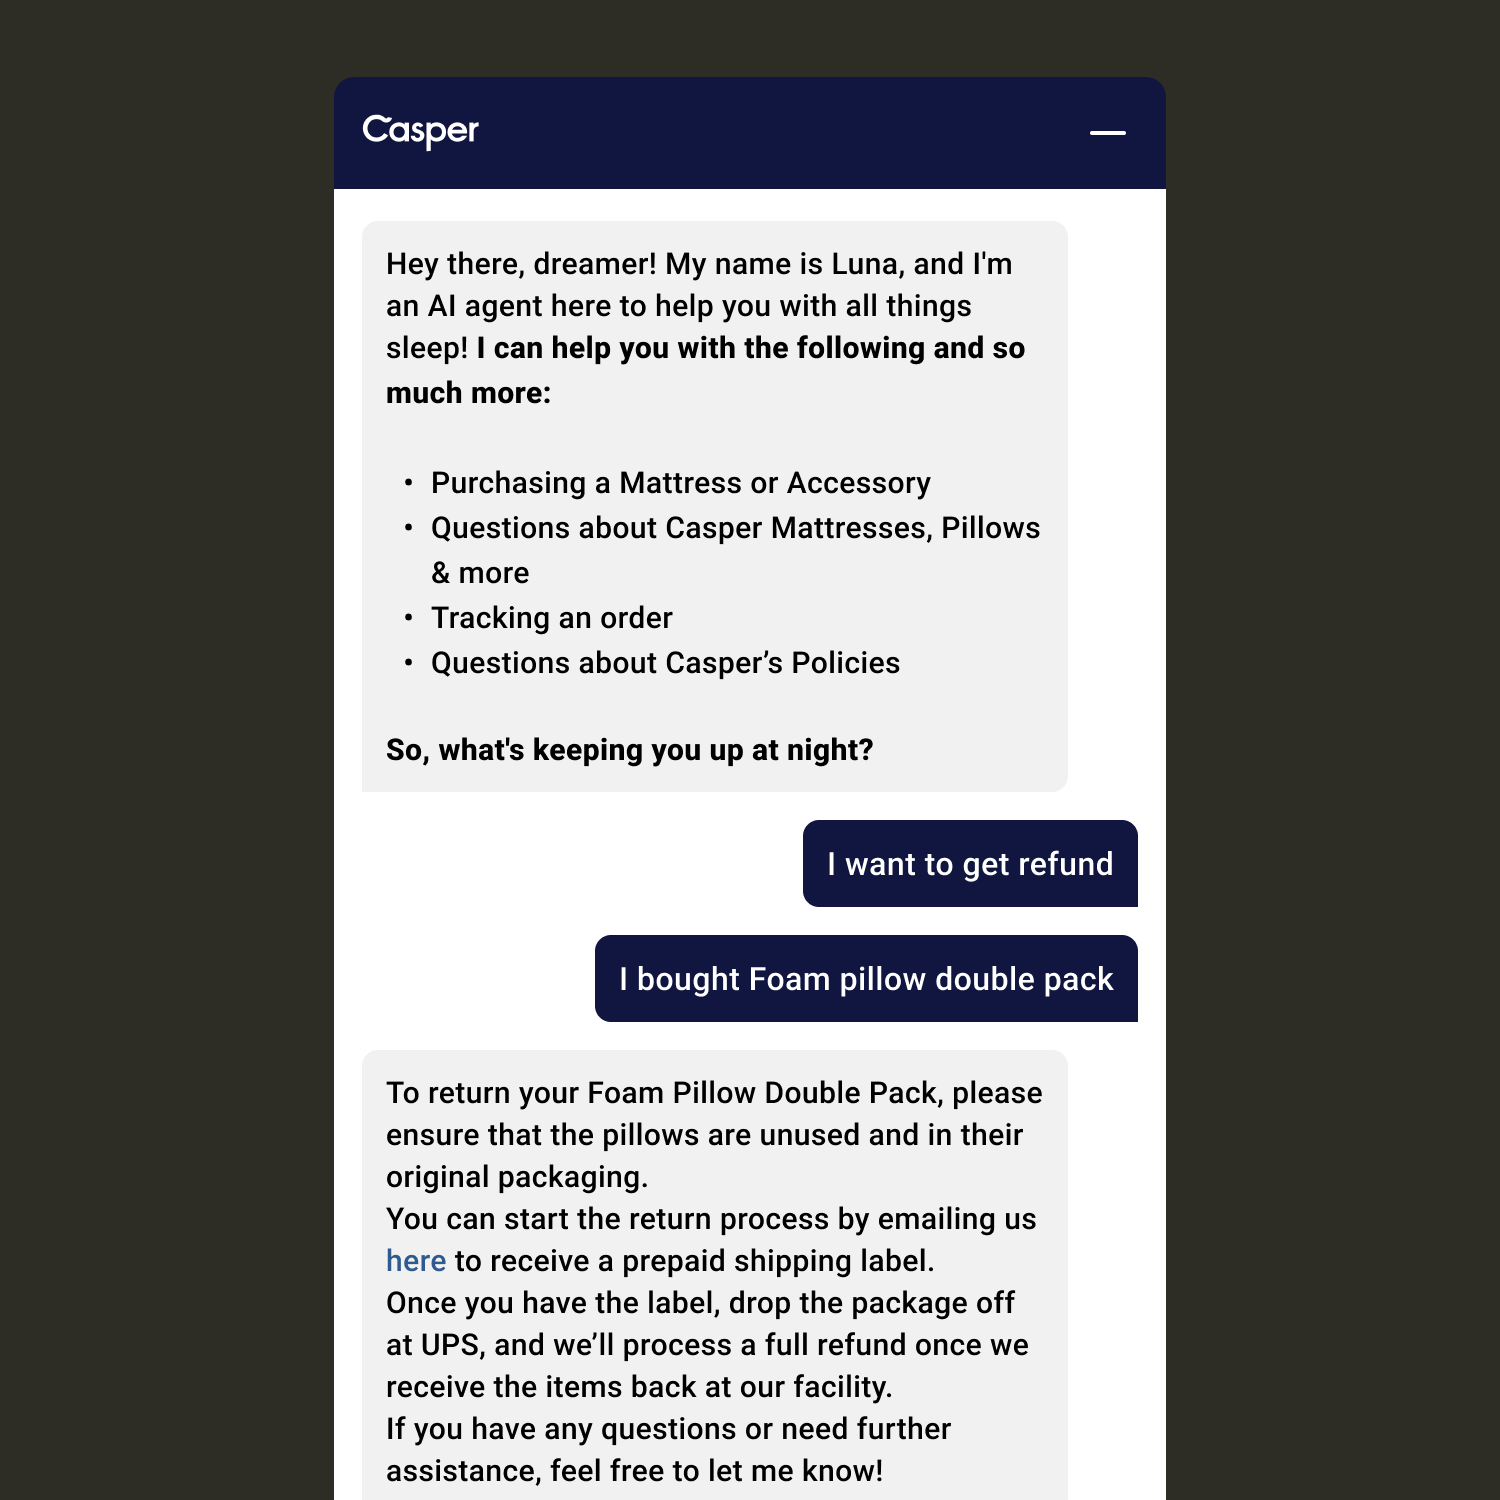 Casper
Hey there, dreamer! My name is Luna, and I'm
an AI agent here to help you with all things
sleep! I can help you with the following and so
much more:
• Purchasing a Mattress or Accessory
• Questions about Casper Mattresses, Pillows
& more
• Tracking an order
• Questions about Casper’s Policies
So, what's keeping you up at night?
I want to get refund
I bought Foam pillow double pack
To return your Foam Pillow Double Pack, please
ensure that the pillows are unused and in their
original packaging.
You can start the return process by emailing us
here to receive a prepaid shipping label.
Once you have the label, drop the package off
at UPS, and we’ll process a full refund once we
receive the items back at our facility.
If you have any questions or need further
assistance, feel free to let me know!